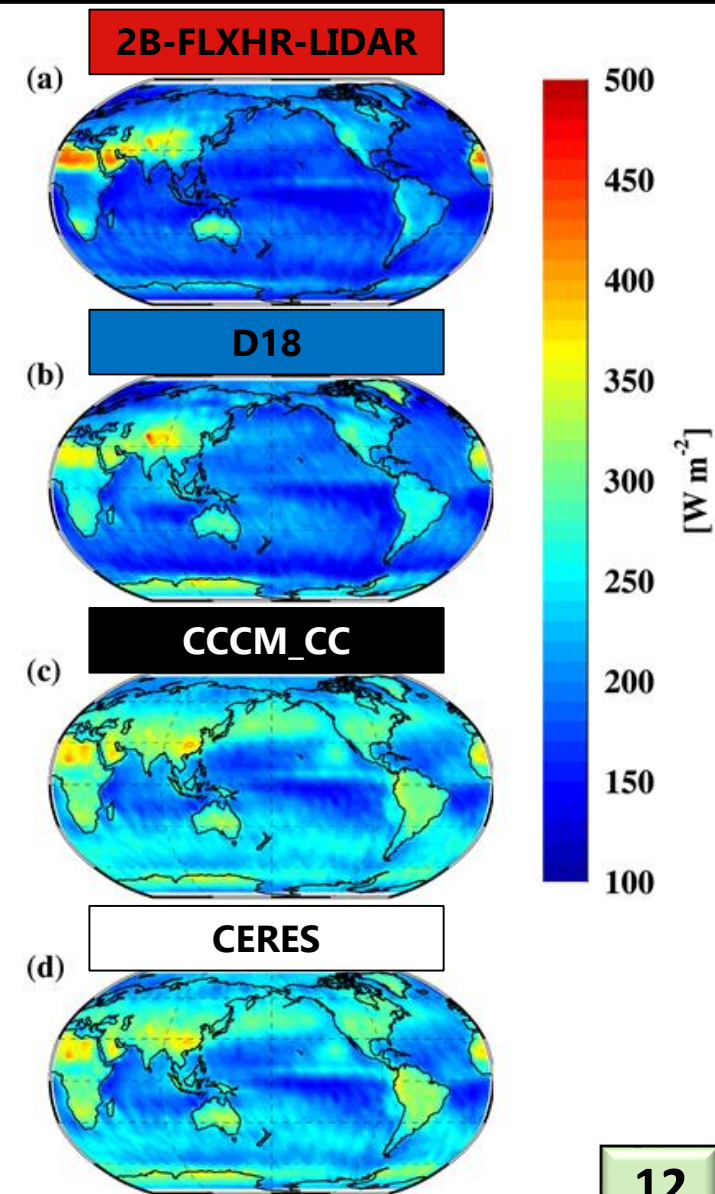 2B-FLXHR-LIDAR
(a)
D18
(b)
CCCM_CC
(c)
CERES
(d)
500
450
400
350
300
250
200
150
100
[W m⁻²]
12